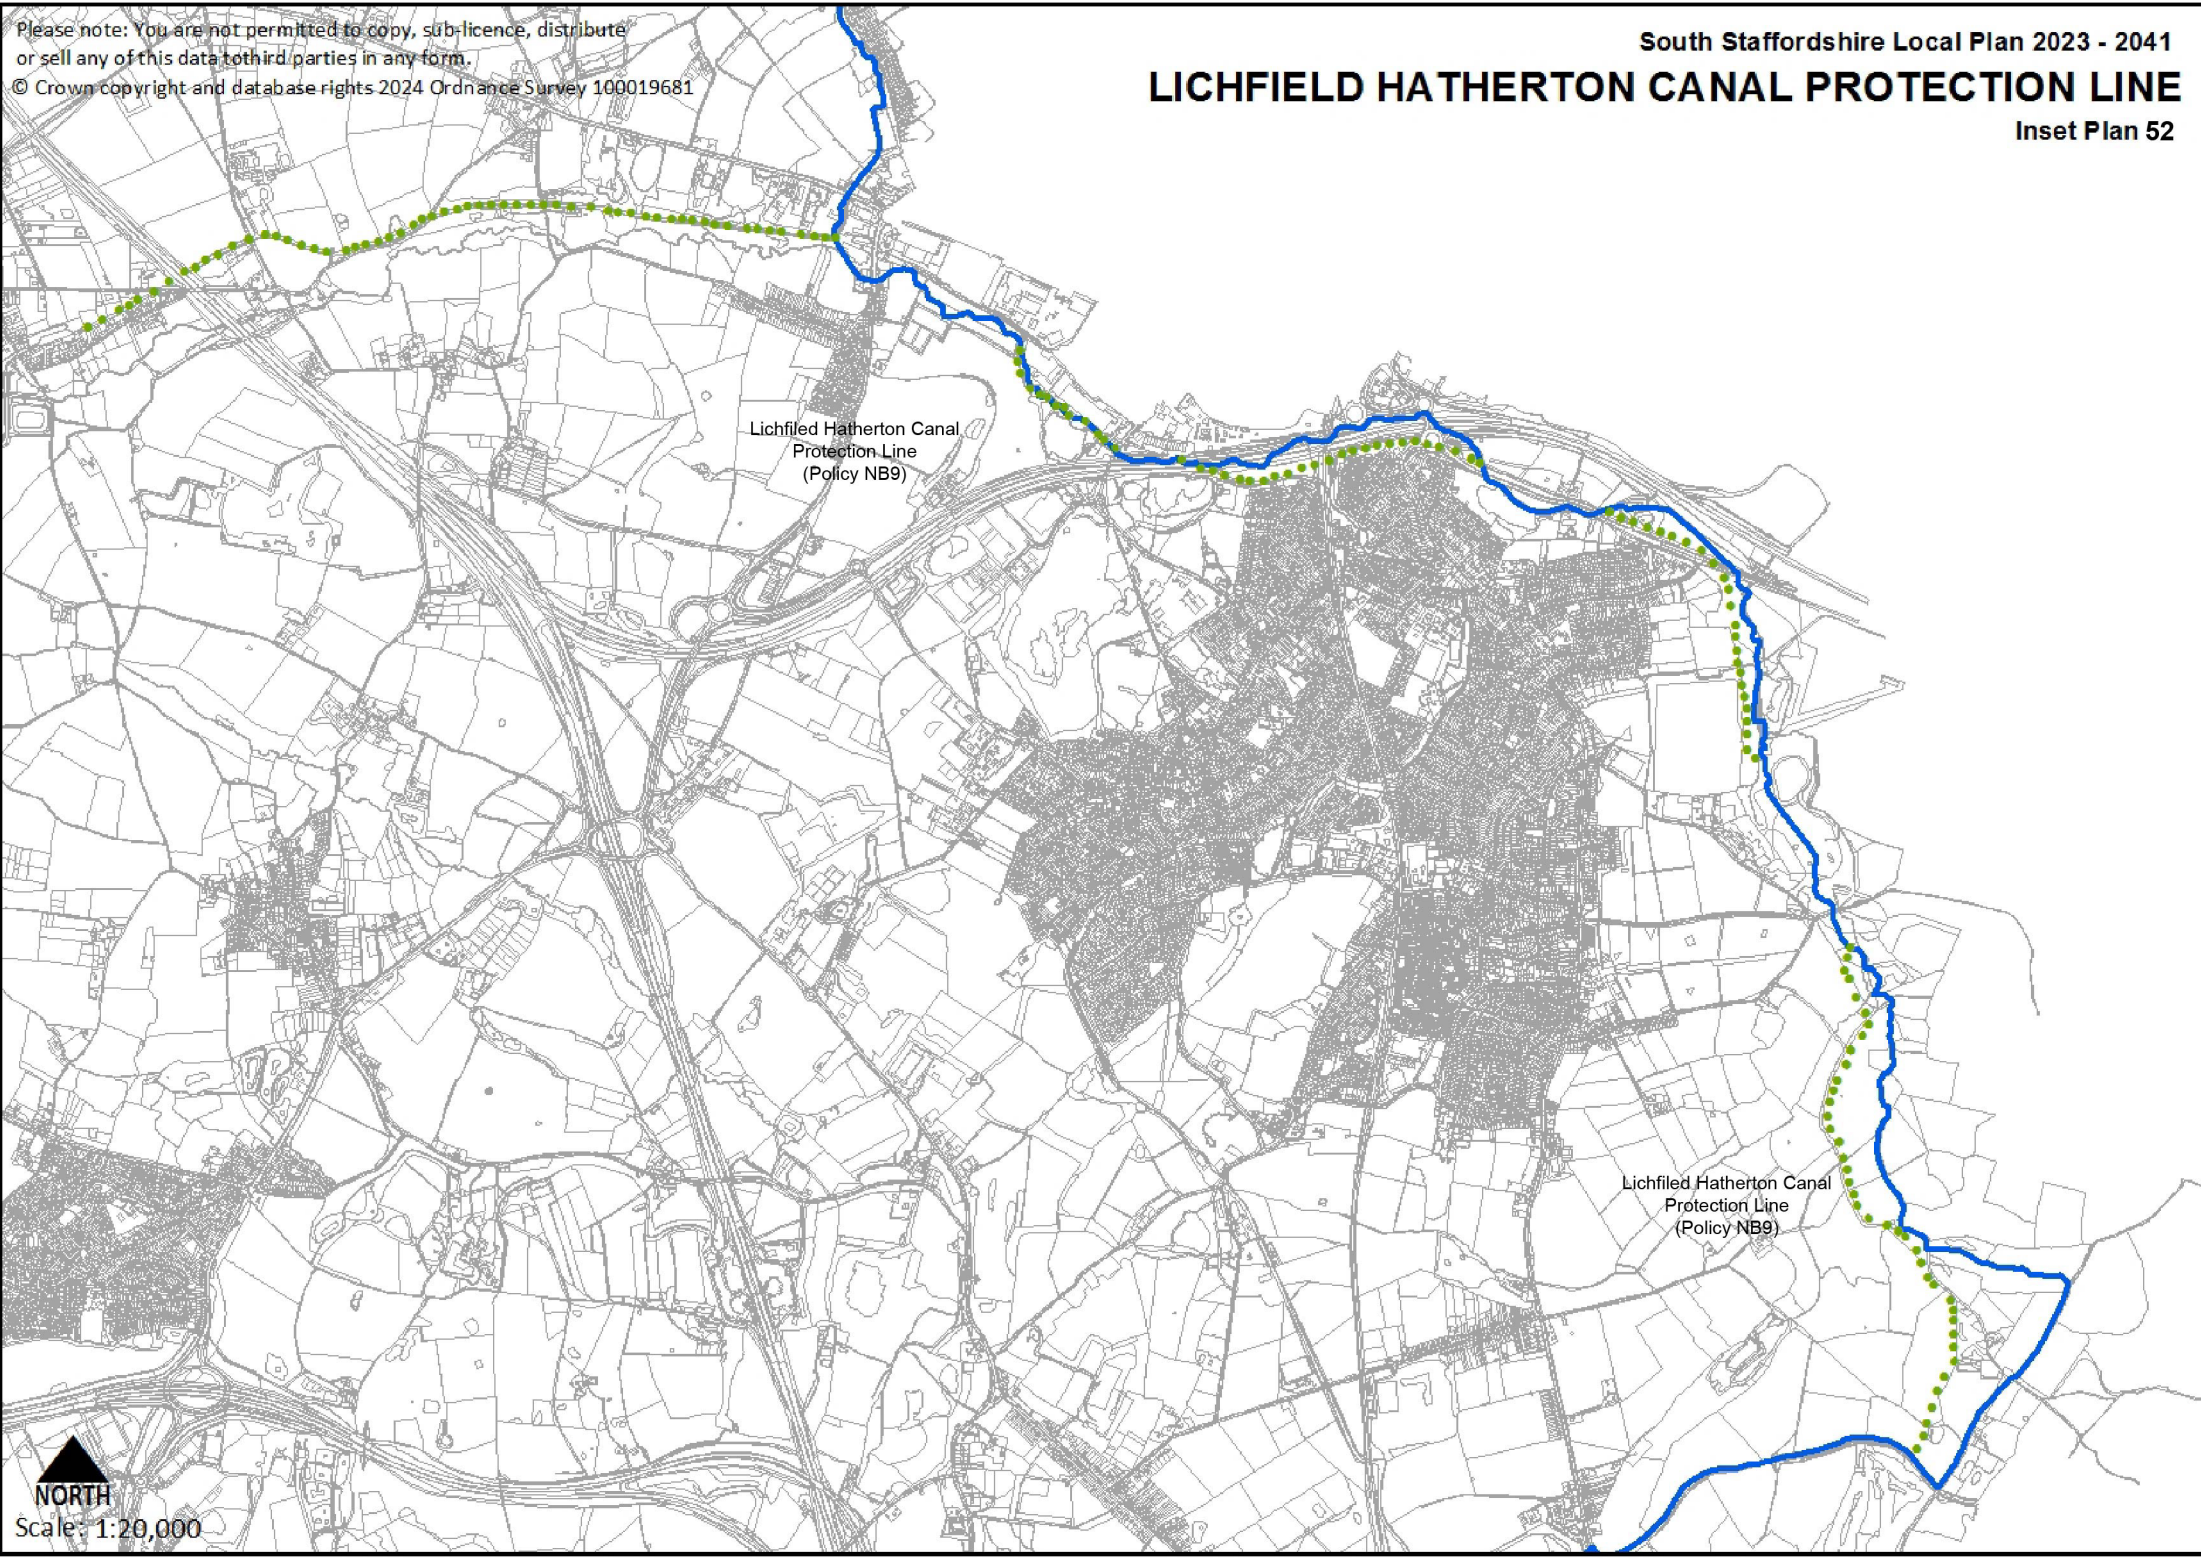 Please note: You are not permitted to copy, sub-licence, distribute
or sell any of this data tothird parties in any form.
© Crown copyright and database rights 2024 Ordnance Survey 100019681
South Staffordshire Local Plan 2023 - 2041
LICHFIELD HATHERTON CANAL PROTECTION LINE
Inset Plan 52
Lichfiled Hatherton Canal
Protection Line
(Policy NB9)
Lichfiled Hatherton Canal
Protection Line
(Policy NB9)
NORTH
Scale: 1:20,000